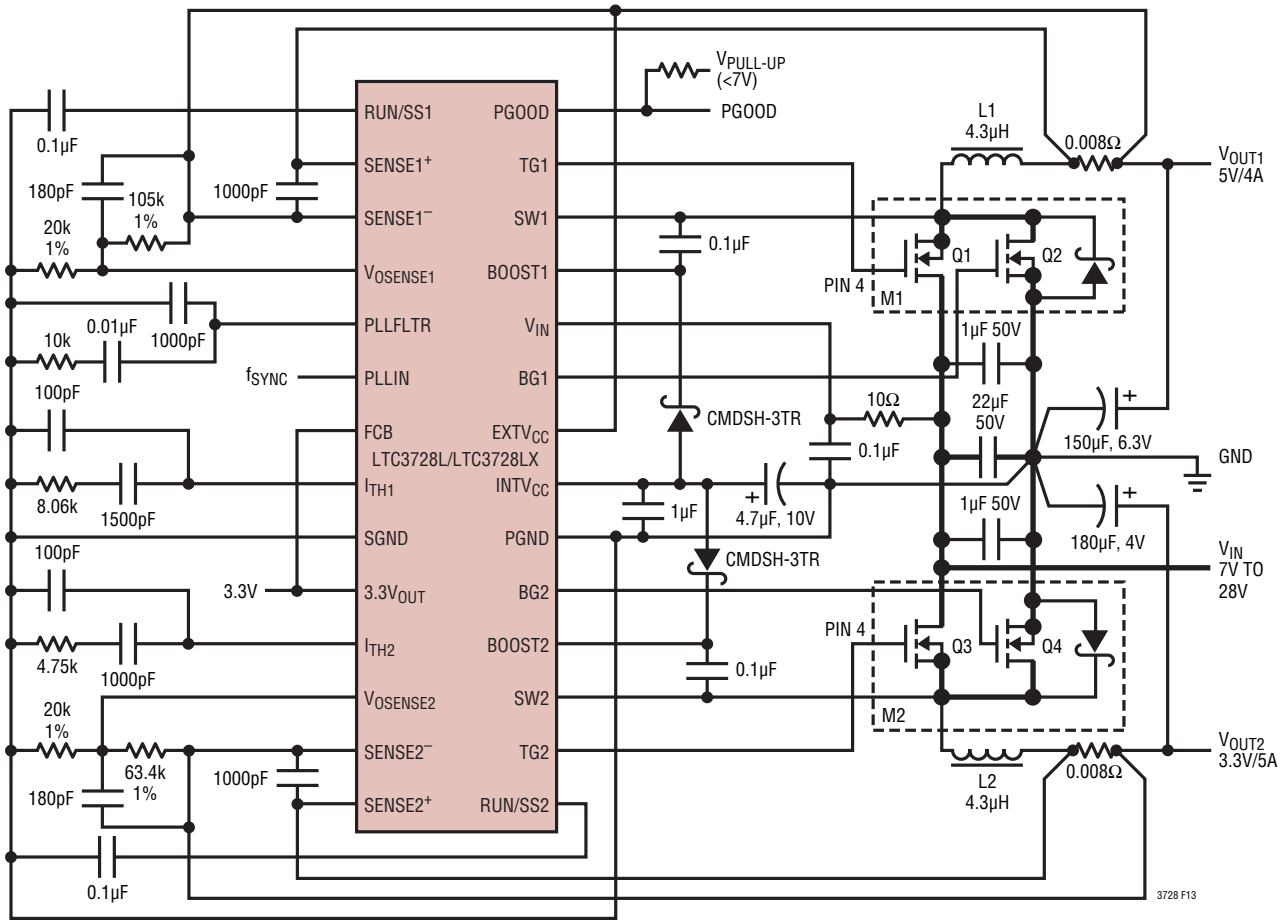 V_PULL-UP
(<7V)
PGOOD
0.1µF
180pF
105k
1%
20k
1%
1000pF
0.01µF
1000pF
10k
100pF
f_SYNC
8.06k
1500pF
100pF
3.3V
4.75k
1000pF
20k
1%
63.4k
1%
180pF
1000pF
0.1µF
RUN/SS1
SENSE1+
SENSE1–
V_OSENSE1
PLLFLTR
PLLIN
FCB
LTC3728L/LTC3728LX
I_TH1
SGND
3.3V_OUT
I_TH2
V_OSENSE2
SENSE2–
SENSE2+
PGOOD
TG1
SW1
BOOST1
V_IN
BG1
EXTV_CC
INTV_CC
PGND
BG2
BOOST2
SW2
TG2
RUN/SS2
0.1µF
CMDSH-3TR
10Ω
0.1µF
1µF
4.7µF, 10V
CMDSH-3TR
0.1µF
L1
4.3µH
0.008Ω
V_OUT1
5V/4A
Q1
Q2
PIN 4
M1
1µF 50V
22µF
50V
150µF, 6.3V
GND
1µF 50V
180µF, 4V
V_IN
7V TO
28V
PIN 4
Q3
Q4
M2
L2
4.3µH
0.008Ω
V_OUT2
3.3V/5A
3728 F13